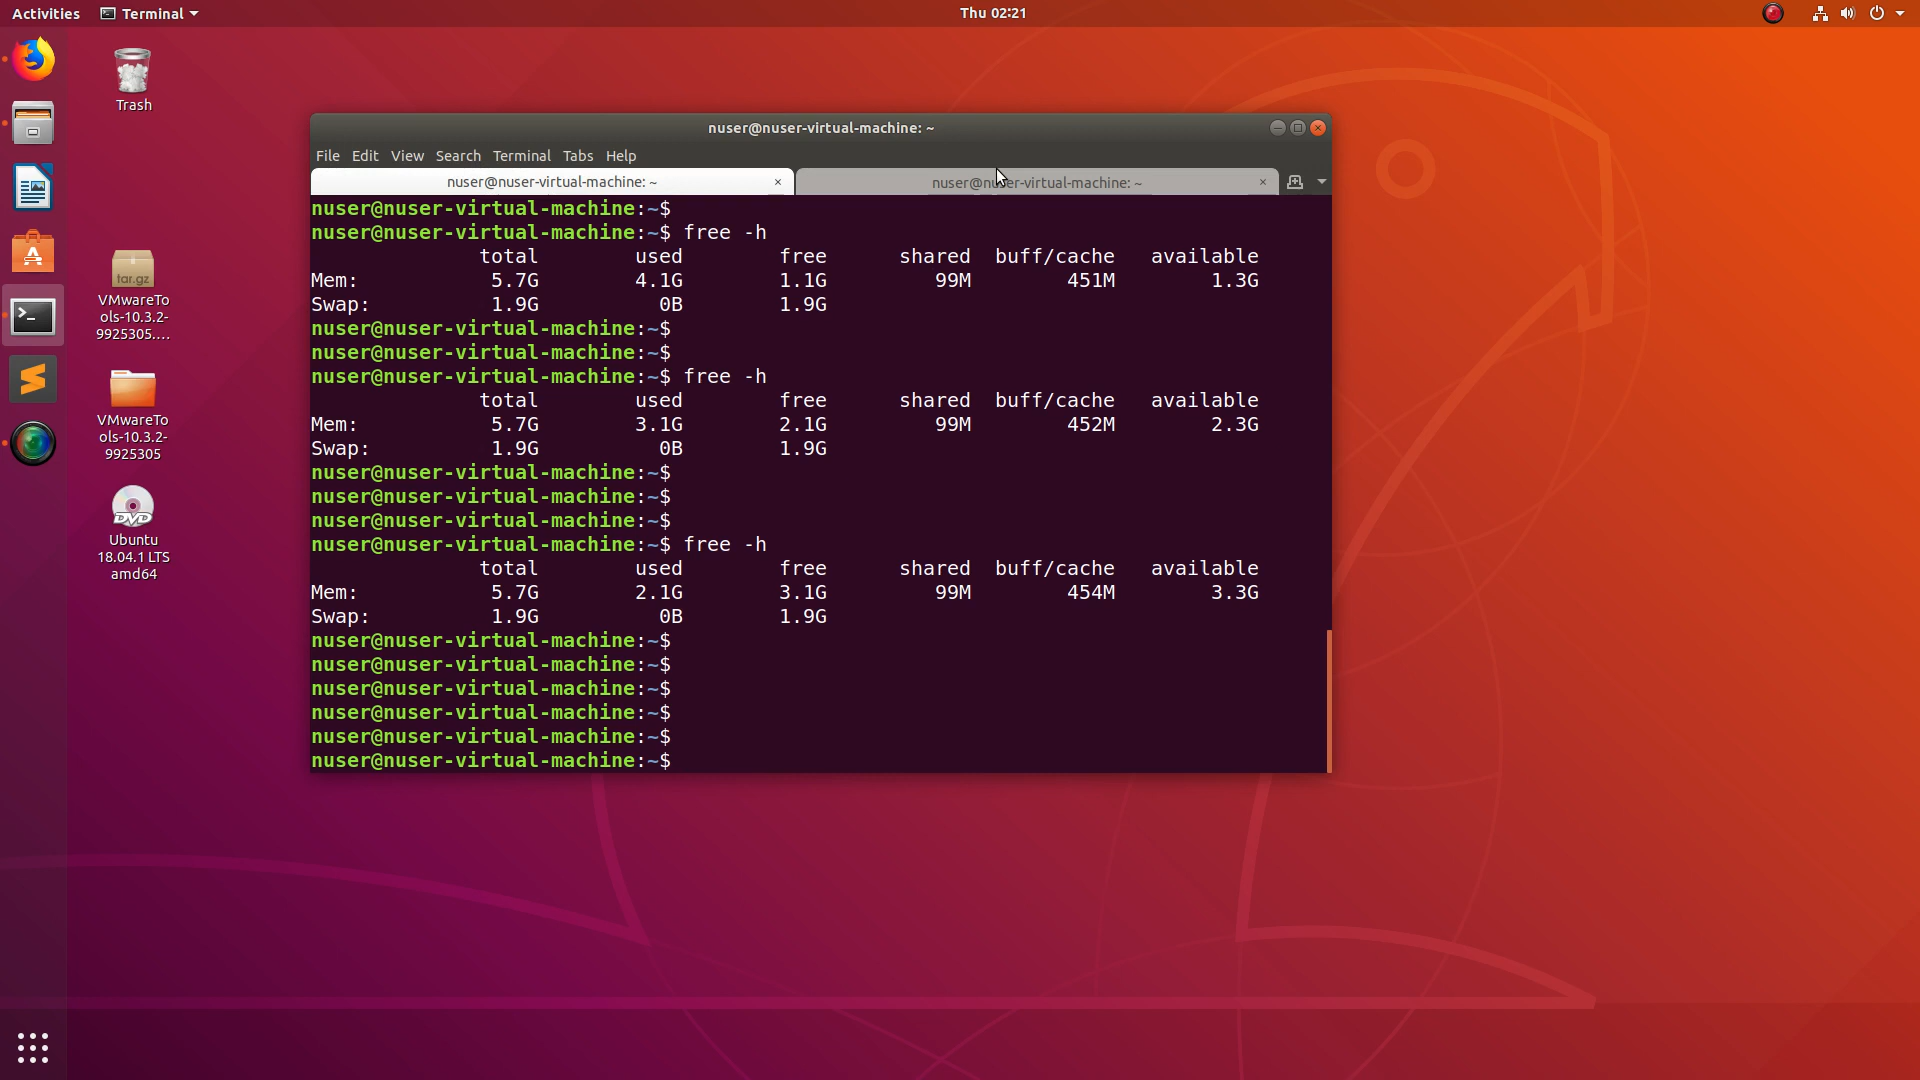 Activities Terminal Thu 02:21
Trash
tar.gz
VMwareTo
ols-10.3.2-
9925305....
VMwareTo
ols-10.3.2-
9925305
DVD
Ubuntu
18.04.1 LTS
amd64
nuser@nuser-virtual-machine: ~
File Edit View Search Terminal Tabs Help
nuser@nuser-virtual-machine: ~ × nuser@nuser-virtual-machine: ~ ×
nuser@nuser-virtual-machine:~$
nuser@nuser-virtual-machine:~$ free -h
total used free shared buff/cache available
Mem: 5.7G 4.1G 1.1G 99M 451M 1.3G
Swap: 1.9G 0B 1.9G
nuser@nuser-virtual-machine:~$
nuser@nuser-virtual-machine:~$
nuser@nuser-virtual-machine:~$ free -h
total used free shared buff/cache available
Mem: 5.7G 3.1G 2.1G 99M 452M 2.3G
Swap: 1.9G 0B 1.9G
nuser@nuser-virtual-machine:~$
nuser@nuser-virtual-machine:~$
nuser@nuser-virtual-machine:~$
nuser@nuser-virtual-machine:~$ free -h
total used free shared buff/cache available
Mem: 5.7G 2.1G 3.1G 99M 454M 3.3G
Swap: 1.9G 0B 1.9G
nuser@nuser-virtual-machine:~$
nuser@nuser-virtual-machine:~$
nuser@nuser-virtual-machine:~$
nuser@nuser-virtual-machine:~$
nuser@nuser-virtual-machine:~$
nuser@nuser-virtual-machine:~$